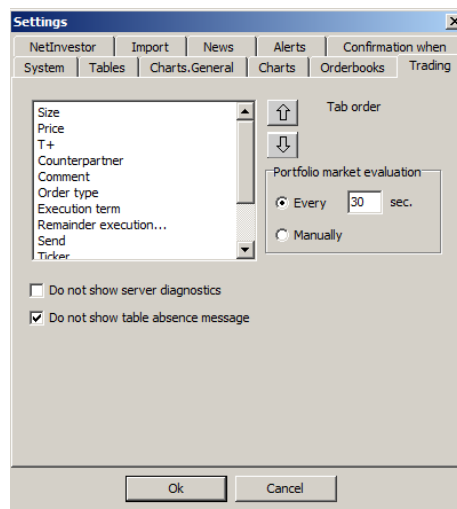 Settings
NetInvestor Import News Alerts Confirmation when
System Tables Charts.General Charts Orderbooks Trading
Size
Price
T+
Counterpartner
Comment
Order type
Execution term
Remainder execution...
Send
Ticker
Tab order
Portfolio market evaluation
Every 30 sec.
Manually
Do not show server diagnostics
Do not show table absence message
Ok Cancel